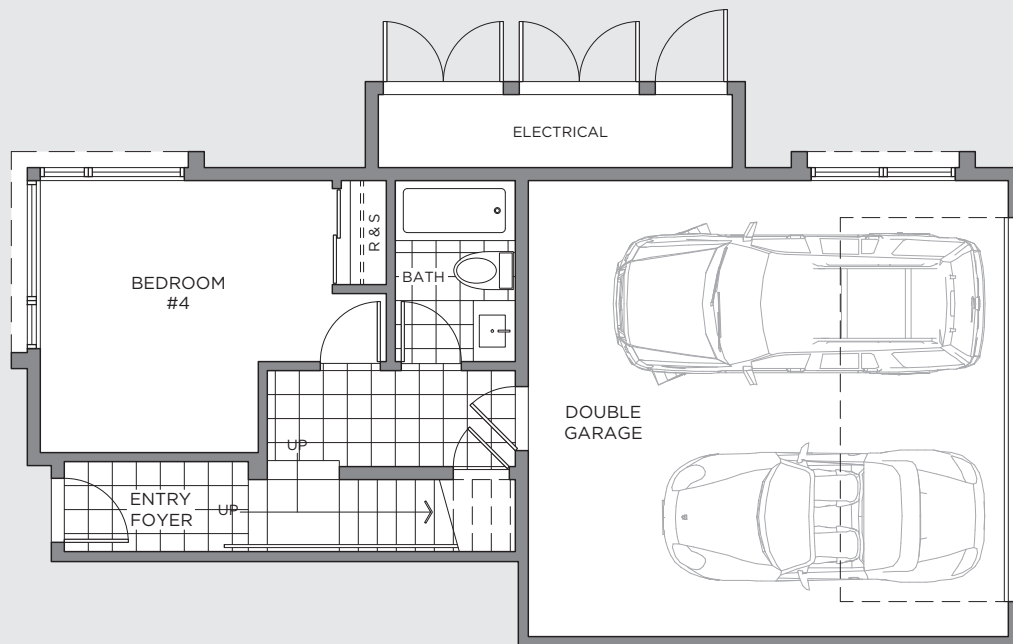 ELECTRICAL
R & S
BEDROOM
#4
BATH
DOUBLE
GARAGE
UP
ENTRY
FOYER
UP